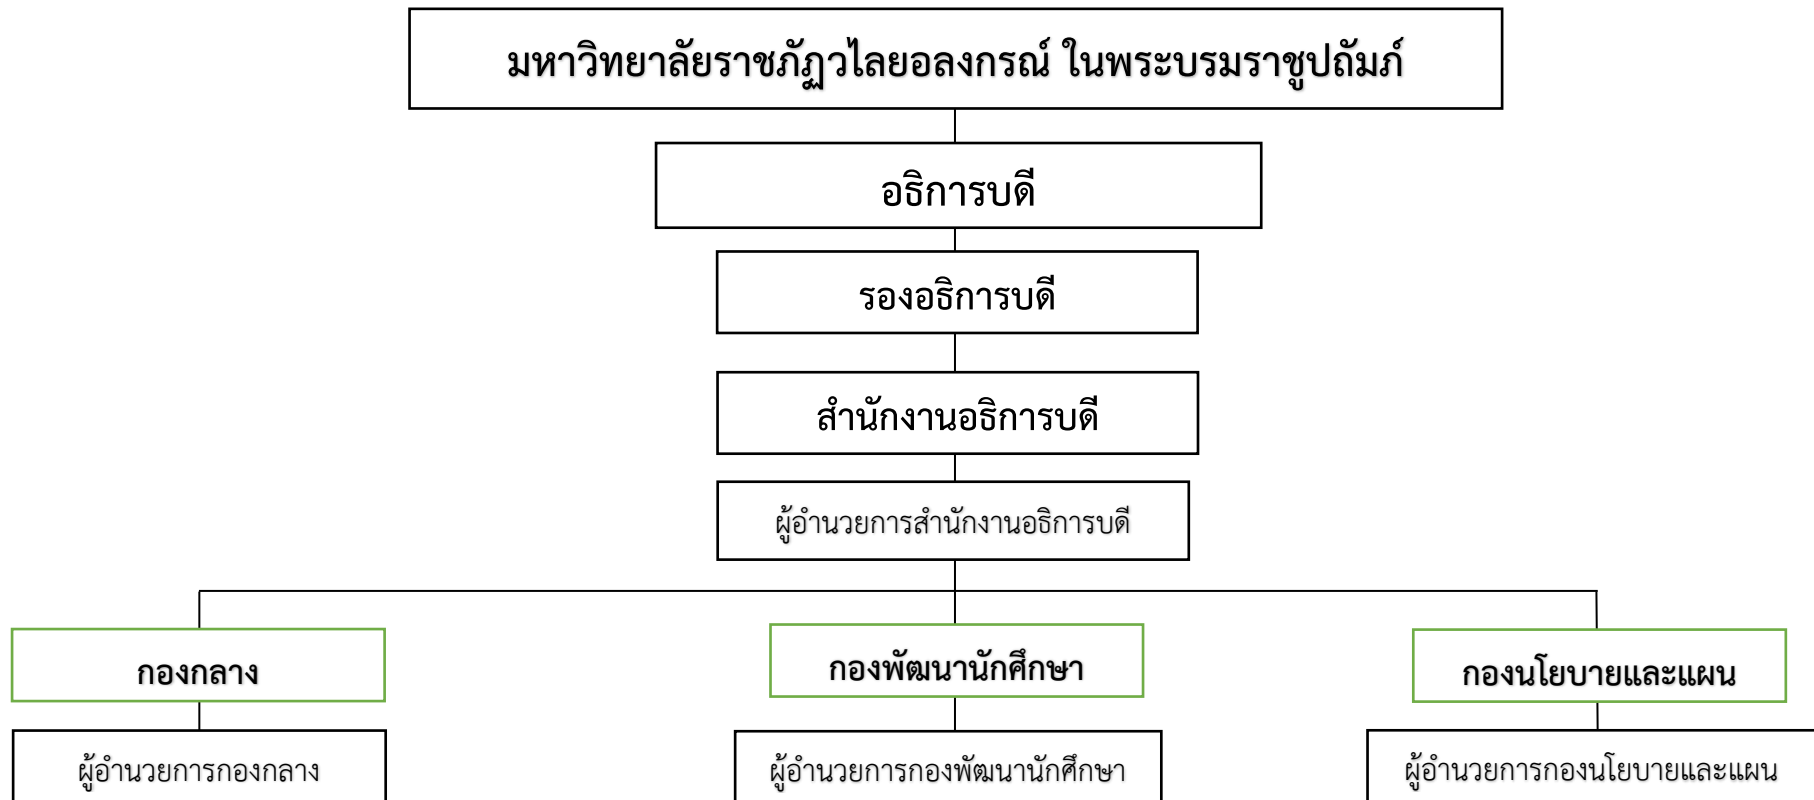 มหาวิทยาลัยราชภัฏวไลยอลงกรณ์ ในพระบรมราชูปถัมภ์
อธิการบดี
รองอธิการบดี
สำนักงานอธิการบดี
ผู้อำนวยการสำนักงานอธิการบดี
กองกลาง
กองพัฒนานักศึกษา
กองนโยบายและแผน
ผู้อำนวยการกองกลาง
ผู้อำนวยการกองพัฒนานักศึกษา
ผู้อำนวยการกองนโยบายและแผน